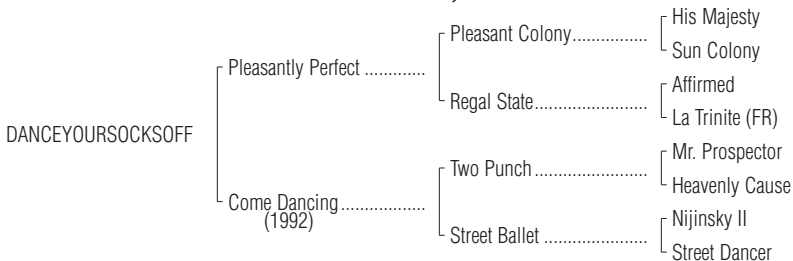 His Majesty
Pleasant Colony................
Sun Colony
Pleasantly Perfect .............
Affirmed
Regal State........................
La Trinite (FR)
DANCEYOURSOCKSOFF
Mr. Prospector
Two Punch ........................
Heavenly Cause
Come Dancing..................
(1992)
Nijinsky II
Street Ballet ......................
Street Dancer